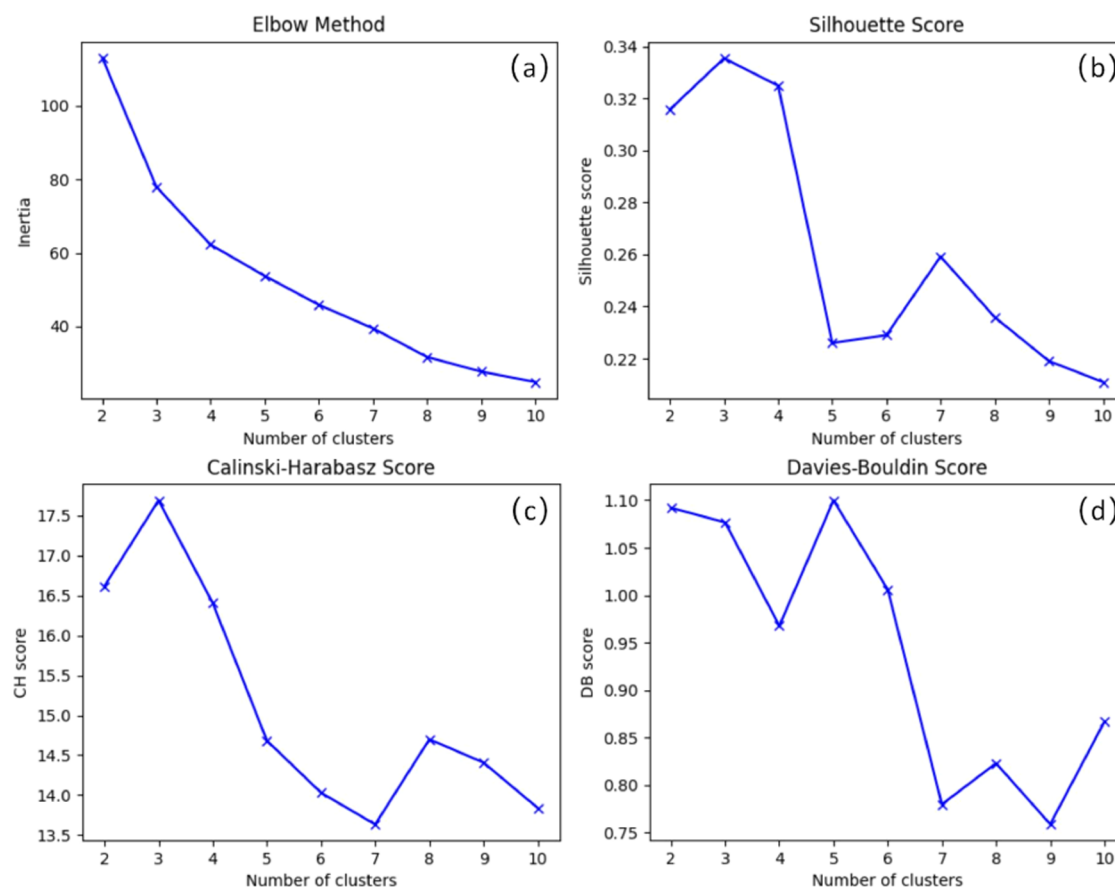 Elbow Method
(a)
100
80
60
40
Inertia
2 3 4 5 6 7 8 9 10
Number of clusters
Silhouette Score
(b)
0.34
0.32
0.30
0.28
0.26
0.24
0.22
Silhouette score
2 3 4 5 6 7 8 9 10
Number of clusters
Calinski-Harabasz Score
(c)
17.5
17.0
16.5
16.0
15.5
15.0
14.5
14.0
13.5
CH score
2 3 4 5 6 7 8 9 10
Number of clusters
Davies-Bouldin Score
(d)
1.10
1.05
1.00
0.95
0.90
0.85
0.80
0.75
DB score
2 3 4 5 6 7 8 9 10
Number of clusters